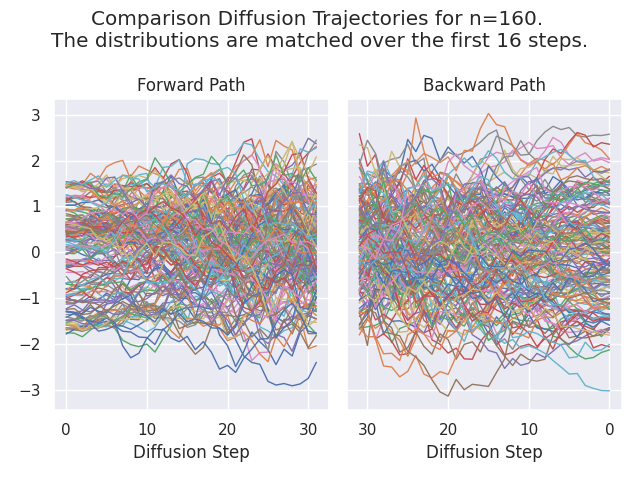 Comparison Diffusion Trajectories for n=160.
The distributions are matched over the first 16 steps.
Forward Path
Backward Path
3
2
1
0
−1
−2
−3
0 10 20 30
30 20 10 0
Diffusion Step
Diffusion Step